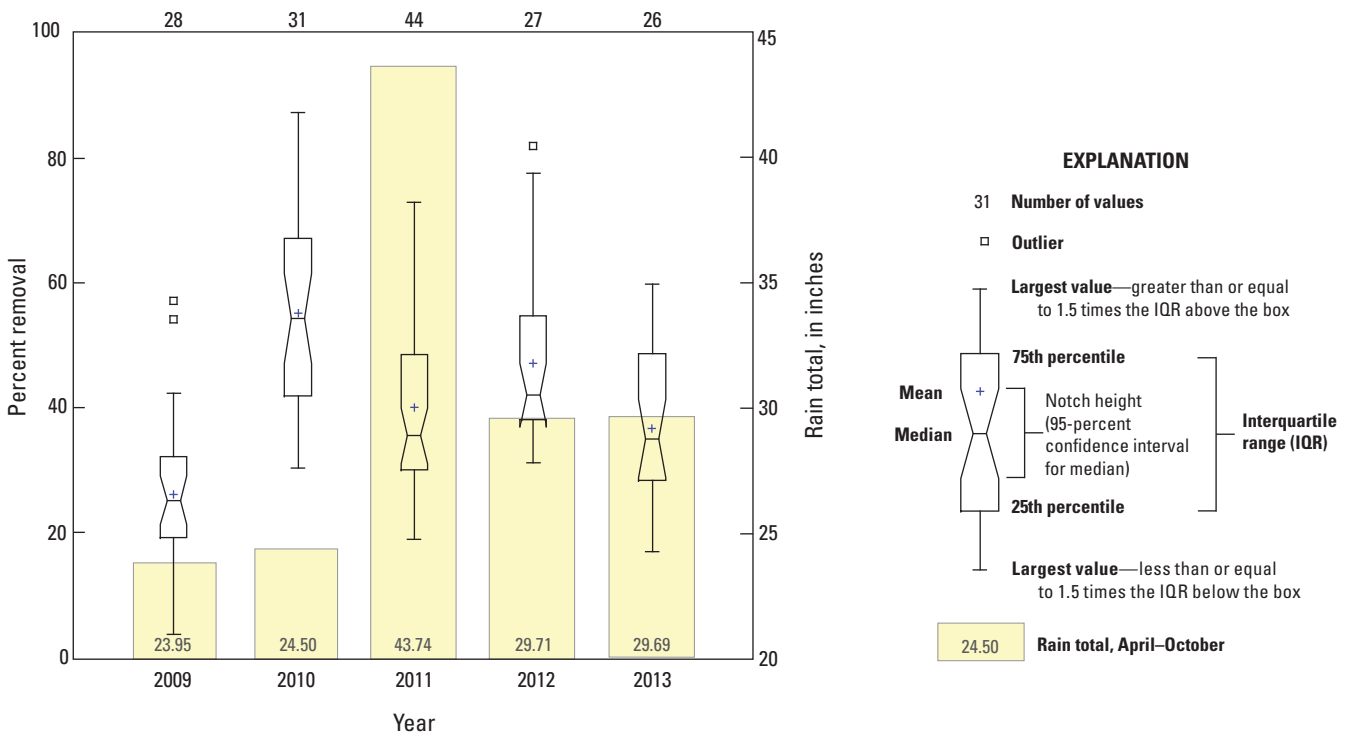 28 31 44 27 26
100
80
60
40
20
0
Percent removal
45
40
35
30
25
20
Rain total, in inches
23.95 24.50 43.74 29.71 29.69
2009 2010 2011 2012 2013
Year
EXPLANATION
31 Number of values
Outlier
Largest value—greater than or equal
to 1.5 times the IQR above the box
75th percentile
Mean
Median
Notch height
(95-percent
confidence interval
for median)
Interquartile
range (IQR)
25th percentile
Largest value—less than or equal
to 1.5 times the IQR below the box
24.50 Rain total, April–October